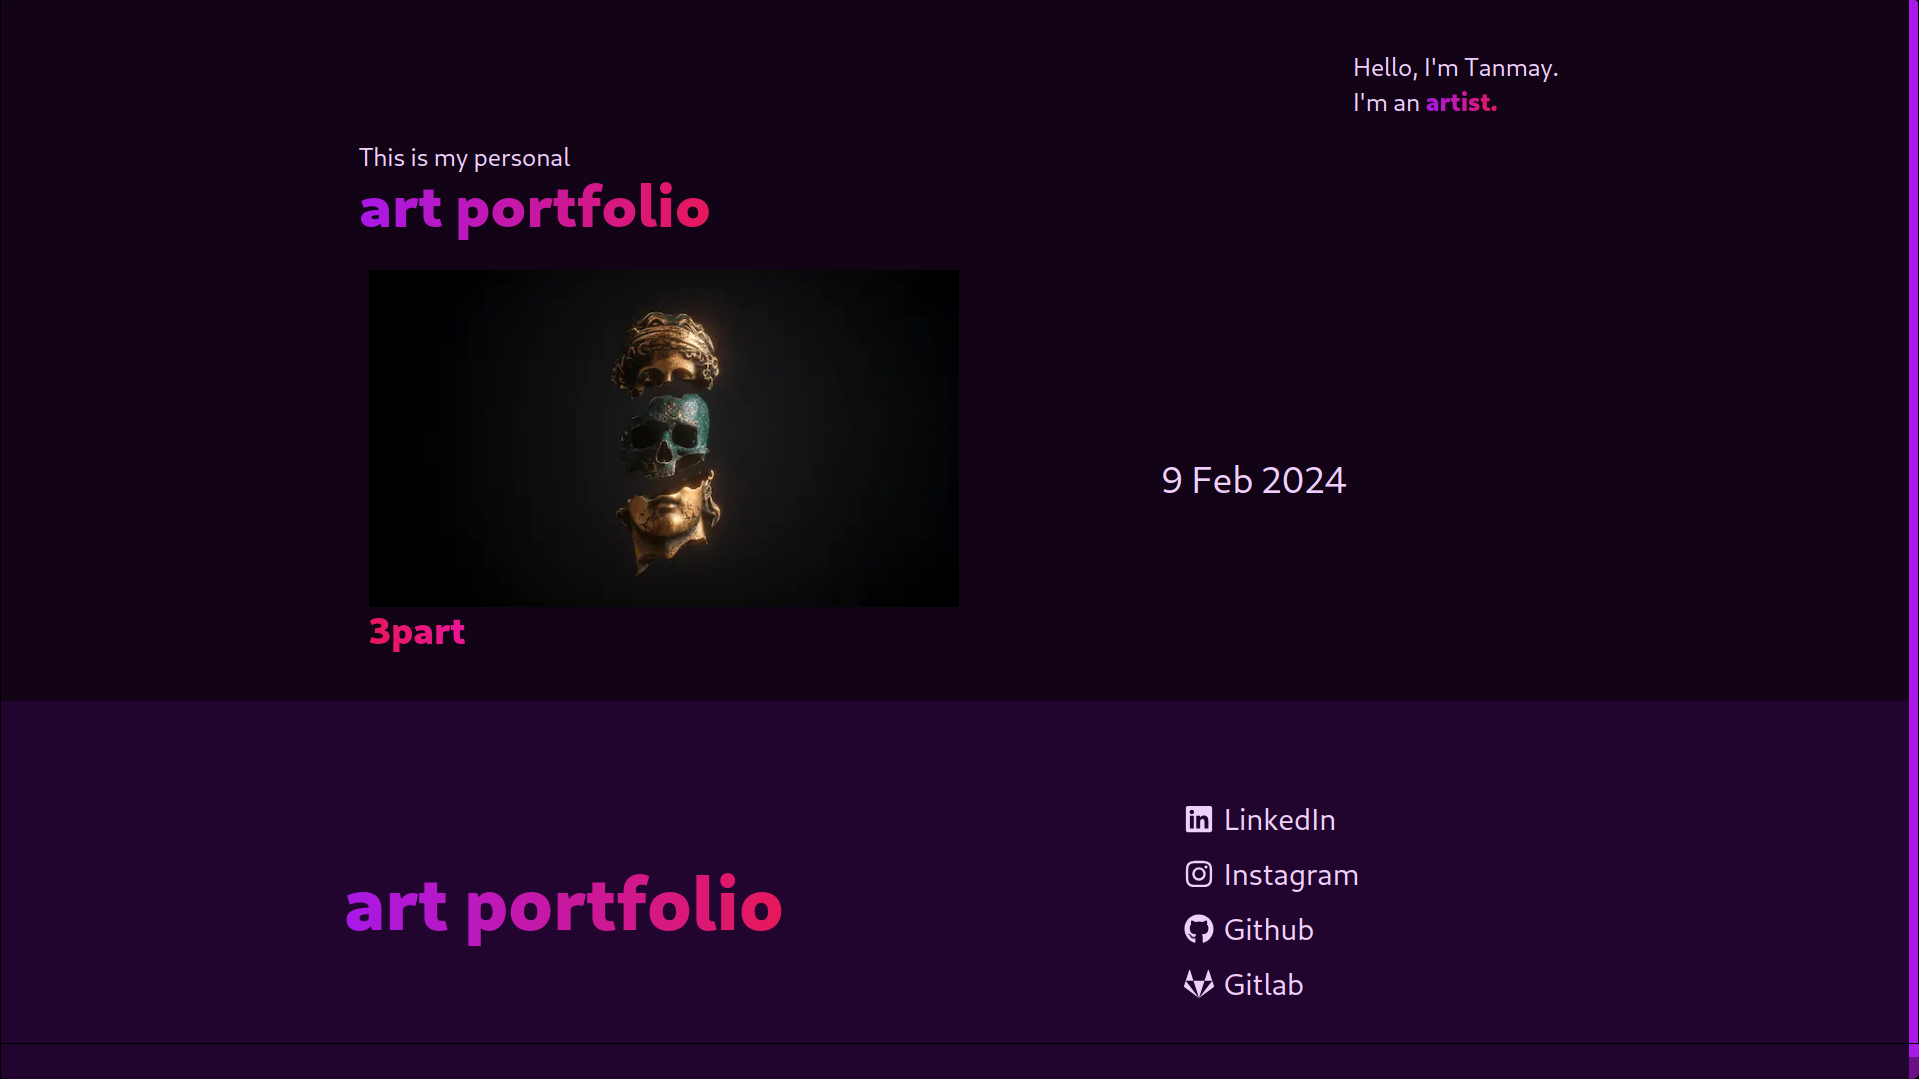 Hello, I'm Tanmay.
I'm an artist.
This is my personal
art portfolio
9 Feb 2024
3part
art portfolio
LinkedIn
Instagram
Github
Gitlab